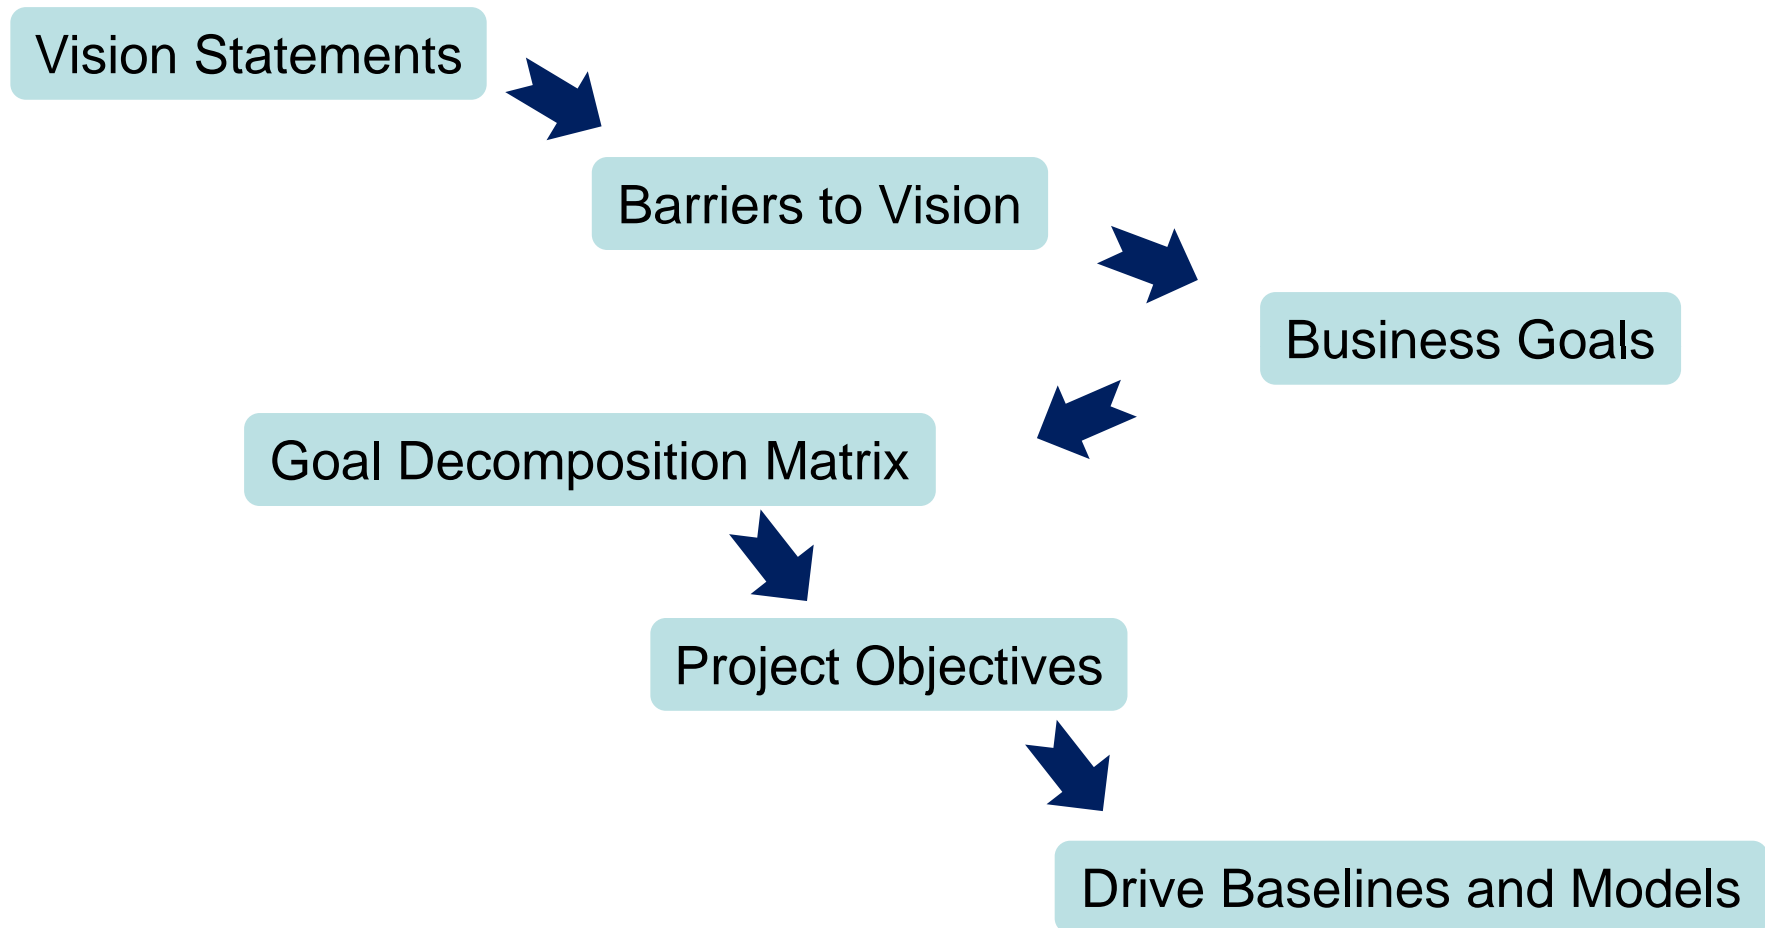 Vision Statements
Barriers to Vision
Business Goals
Goal Decomposition Matrix
Project Objectives
Drive Baselines and Models